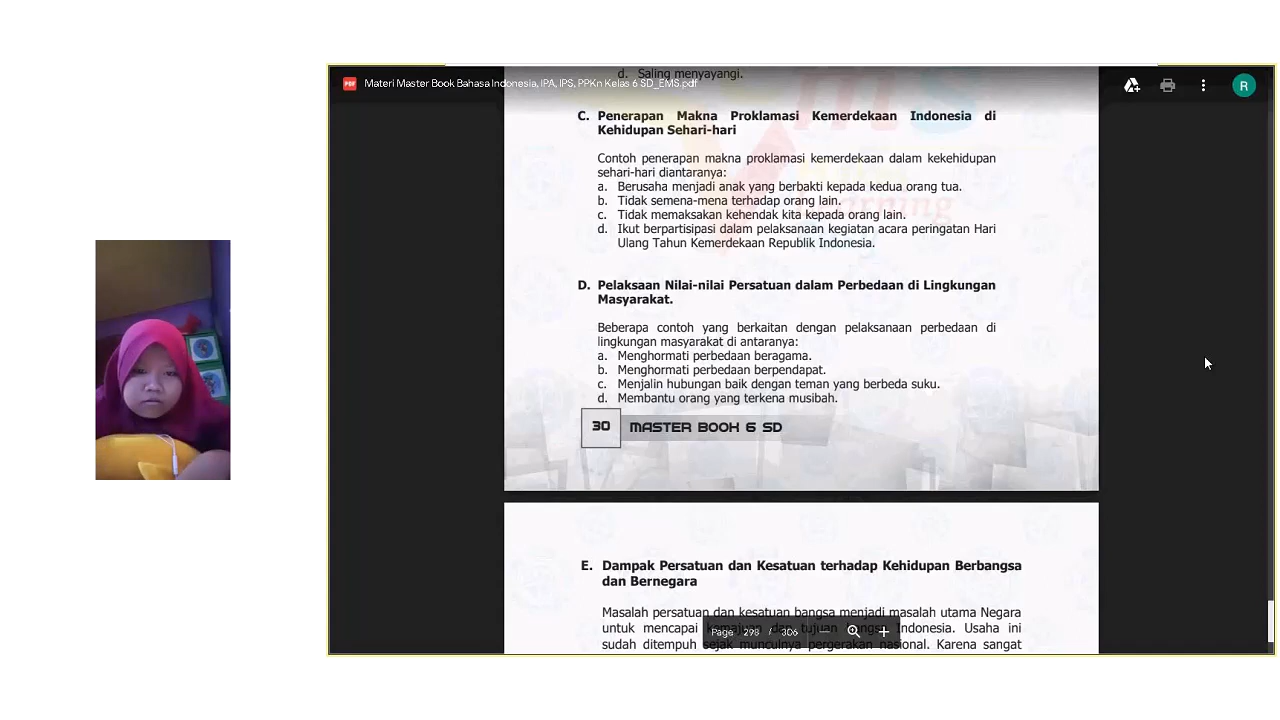 d. Saling menyayangi.
Materi Master Book Bahasa Indonesia, IPA, IPS, PPKn Kelas 6 SD_EMS.pdf
R
C. Penerapan Makna Proklamasi Kemerdekaan Indonesia di
Kehidupan Sehari-hari
Contoh penerapan makna proklamasi kemerdekaan dalam kekehidupan
sehari-hari diantaranya:
a. Berusaha menjadi anak yang berbakti kepada kedua orang tua.
b. Tidak semena-mena terhadap orang lain.
c. Tidak memaksakan kehendak kita kepada orang lain.
d. Ikut berpartisipasi dalam pelaksanaan kegiatan acara peringatan Hari
Ulang Tahun Kemerdekaan Republik Indonesia.
D. Pelaksaan Nilai-nilai Persatuan dalam Perbedaan di Lingkungan
Masyarakat.
Beberapa contoh yang berkaitan dengan pelaksanaan perbedaan di
lingkungan masyarakat di antaranya:
a. Menghormati perbedaan beragama.
b. Menghormati perbedaan berpendapat.
c. Menjalin hubungan baik dengan teman yang berbeda suku.
d. Membantu orang yang terkena musibah.
30 MASTER BOOK 6 SD
E. Dampak Persatuan dan Kesatuan terhadap Kehidupan Berbangsa
dan Bernegara
Masalah persatuan dan kesatuan bangsa menjadi masalah utama Negara
untuk mencapai kemajuan dan tujuan bangsa Indonesia. Usaha ini
sudah ditempuh sejak munculnya pergerakan nasional. Karena sangat
Page 298 / 306